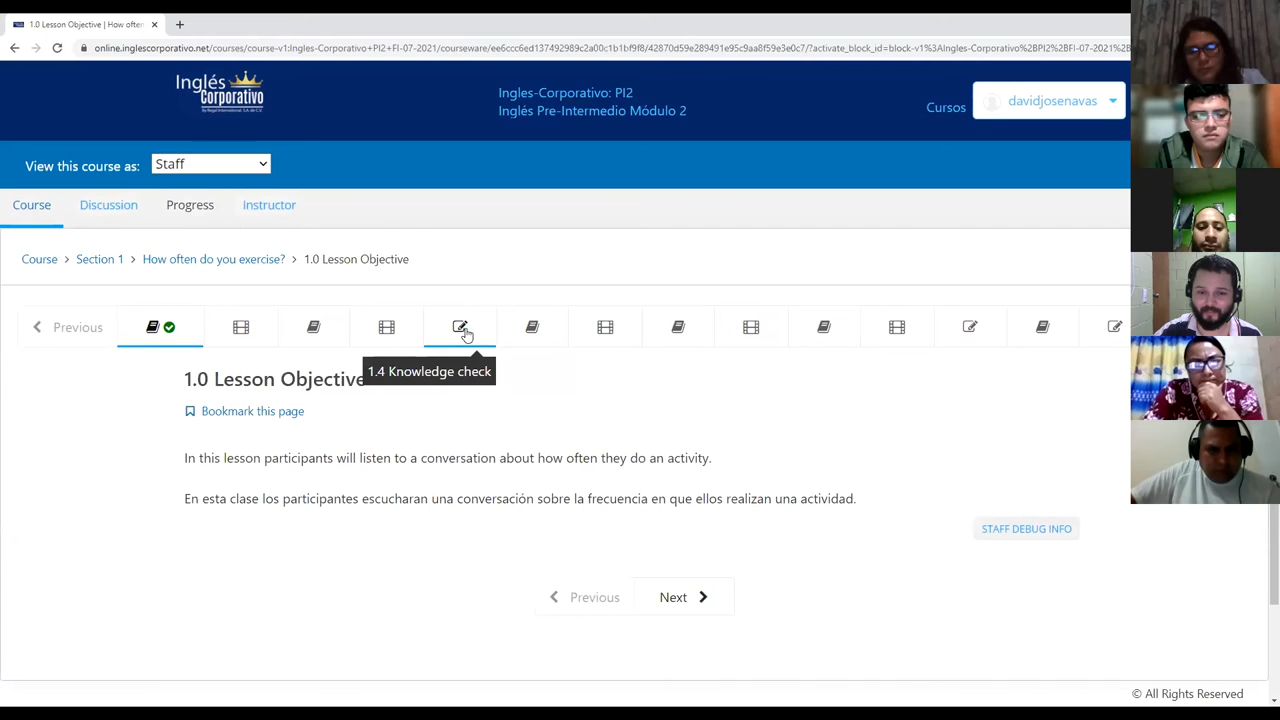 1.0 Lesson Objective | How often
online.inglescorporativo.net/courses/course-v1:Ingles-Corporativo+PI2+FI-07-2021/courseware/ee6ccc6ed137492989c2a00c1b1bf9f8/42870d59e289491e95c9aa8f59e3e0c7/?activate_block_id=block-v1%3AIngles-Corporativo%2BPI2%2BFI-07-2021%2B
Inglés
Corporativo
Ingles-Corporativo: PI2
Inglés Pre-Intermedio Módulo 2
Cursos
davidjosenavas
View this course as:
Staff
Course
Discussion
Progress
Instructor
Course > Section 1 > How often do you exercise? > 1.0 Lesson Objective
Previous
1.4 Knowledge check
1.0 Lesson Objective
Bookmark this page
In this lesson participants will listen to a conversation about how often they do an activity.
En esta clase los participantes escucharan una conversación sobre la frecuencia en que ellos realizan una actividad.
STAFF DEBUG INFO
Previous
Next
© All Rights Reserved